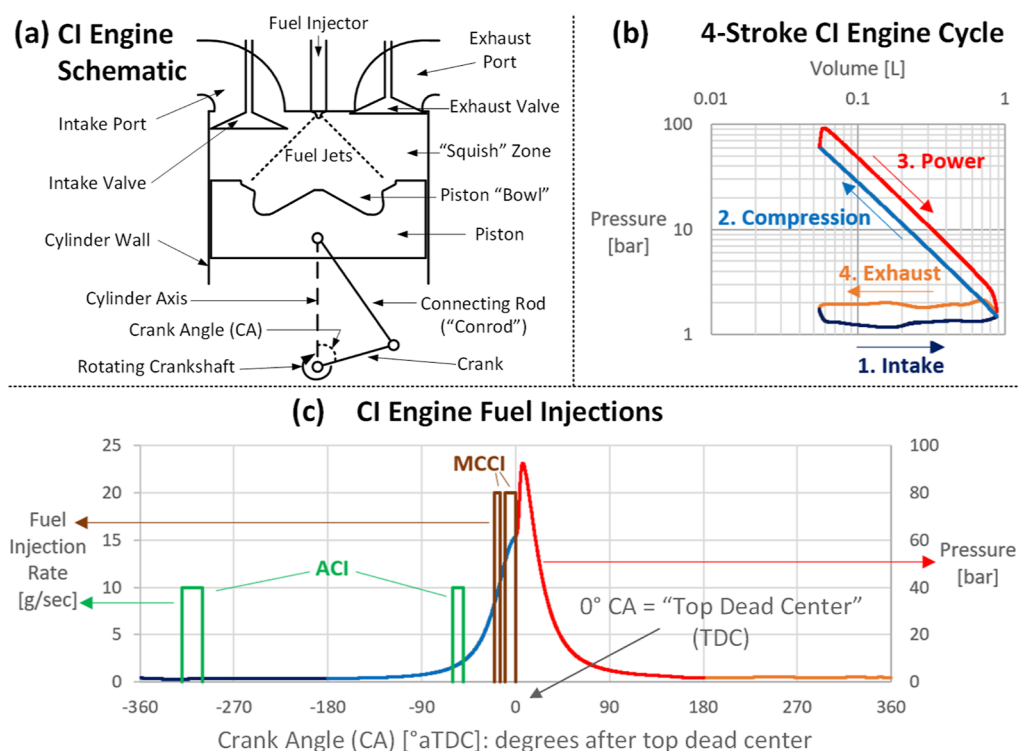 (a) CI Engine
Schematic
Fuel Injector
Exhaust
Port
Intake Port
Exhaust Valve
Fuel Jets
"Squish" Zone
Intake Valve
Piston "Bowl"
Cylinder Wall
Piston
Cylinder Axis
Connecting Rod
("Conrod")
Crank Angle (CA)
Rotating Crankshaft
Crank
(b) 4-Stroke CI Engine Cycle
Volume [L]
0.01 0.1 1
100
10
1
Pressure
[bar]
3. Power
2. Compression
4. Exhaust
1. Intake
(c) CI Engine Fuel Injections
25
20
15
10
5
0
Fuel
Injection
Rate
[g/sec]
MCCI
ACI
100
80
60
40
20
0
Pressure
[bar]
0° CA = "Top Dead Center"
(TDC)
-360 -270 -180 -90 0 90 180 270 360
Crank Angle (CA) [°aTDC]: degrees after top dead center